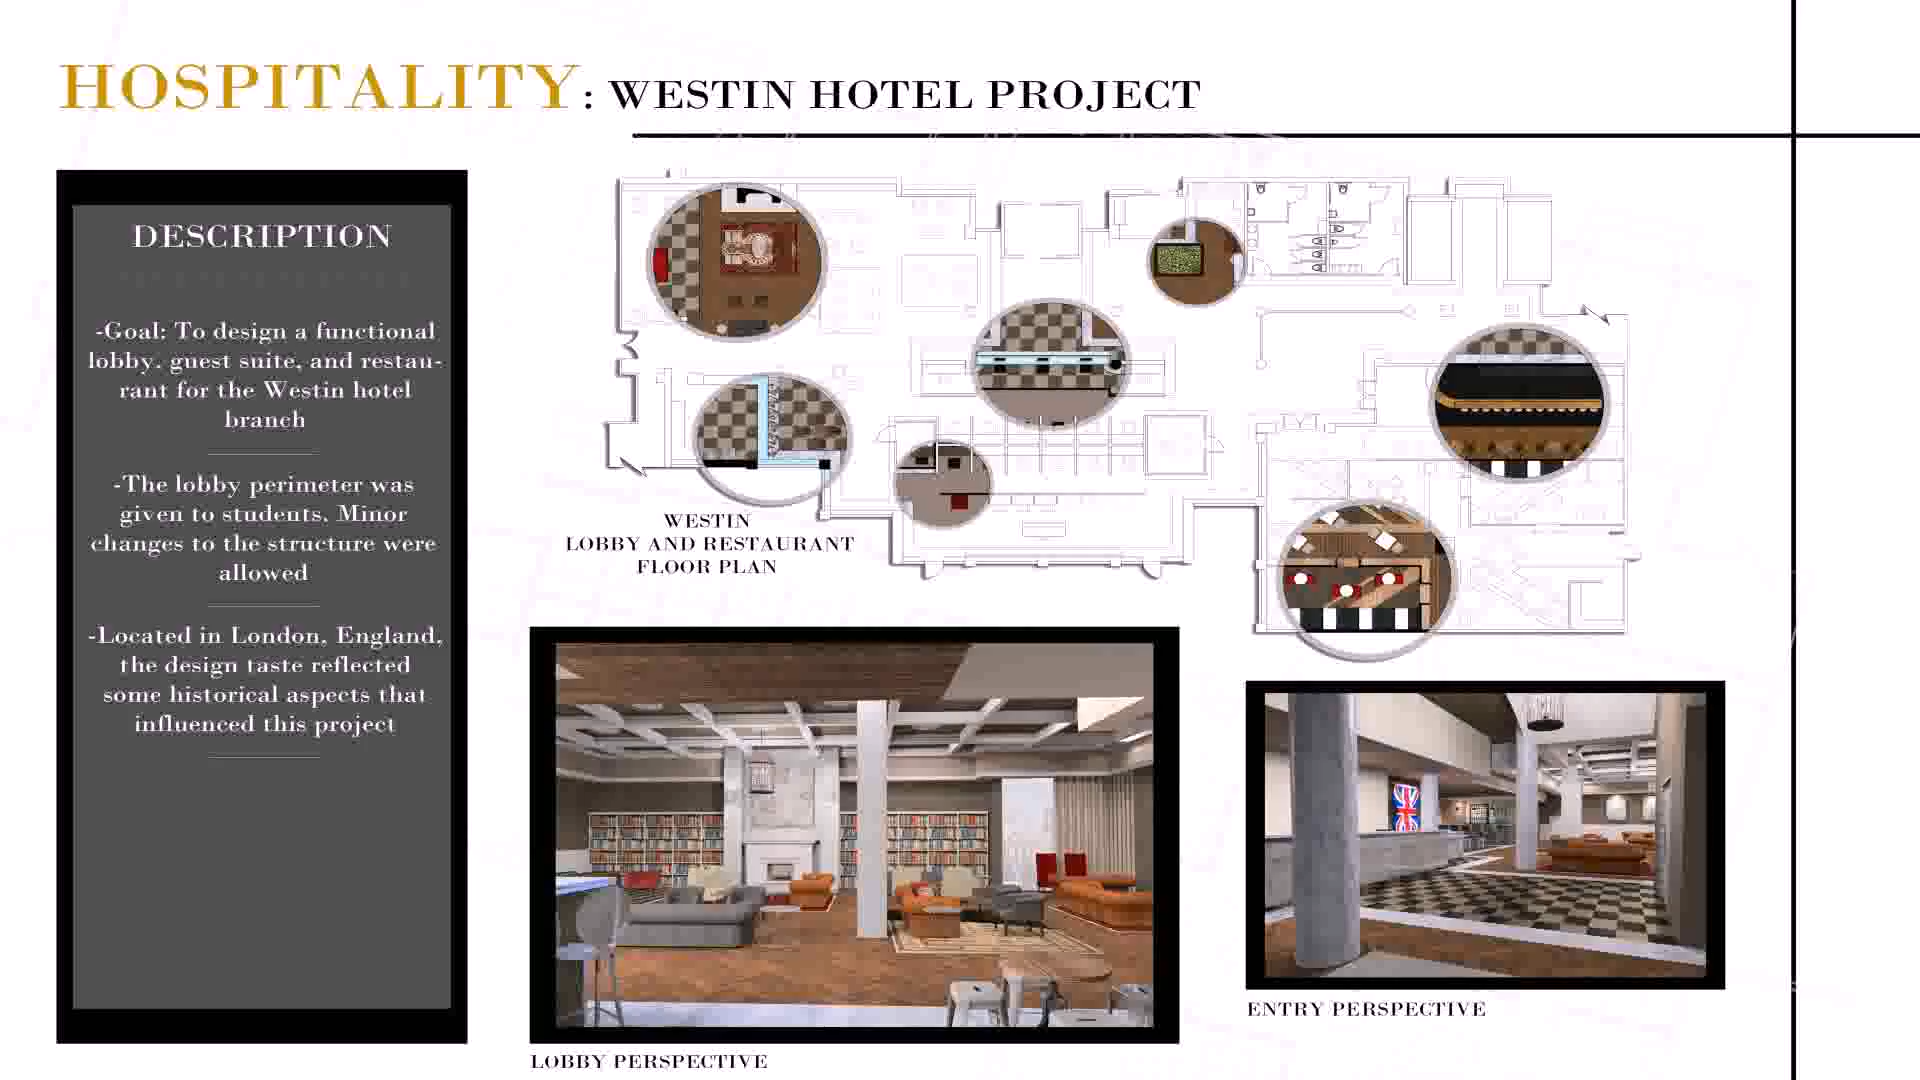 HOSPITALITY: WESTIN HOTEL PROJECT
DESCRIPTION
-Goal: To design a functional
lobby, guest suite, and restau-
rant for the Westin hotel
branch
-The lobby perimeter was
given to students. Minor
changes to the structure were
allowed
-Located in London, England,
the design taste reflected
some historical aspects that
influenced this project
WESTIN
LOBBY AND RESTAURANT
FLOOR PLAN
LOBBY PERSPECTIVE
ENTRY PERSPECTIVE